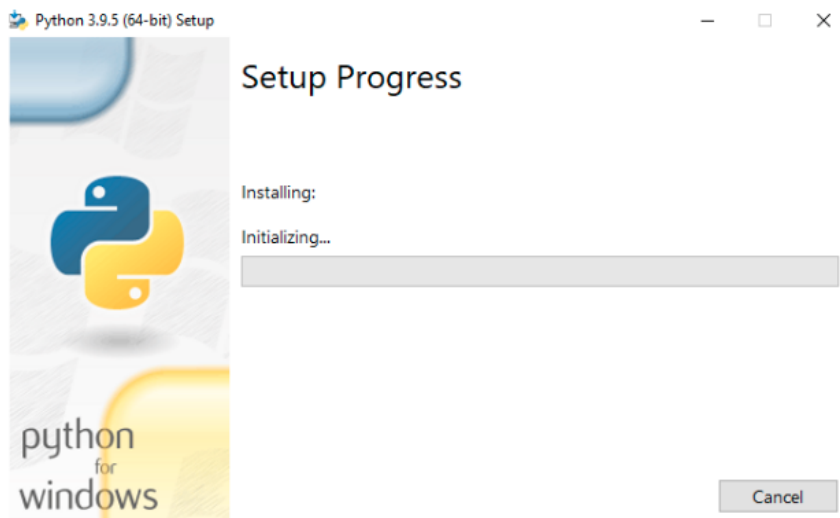 Python 3.9.5 (64-bit) Setup
Setup Progress
Installing:
Initializing...
python
for
windows
Cancel